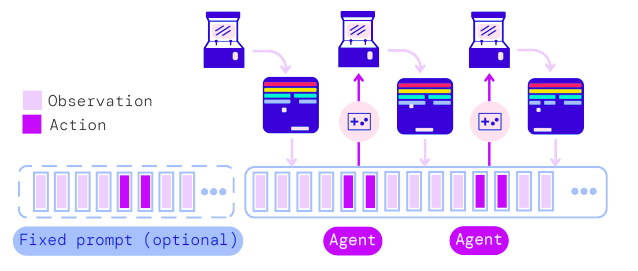 Observation
Action
Fixed prompt (optional)
Agent
Agent